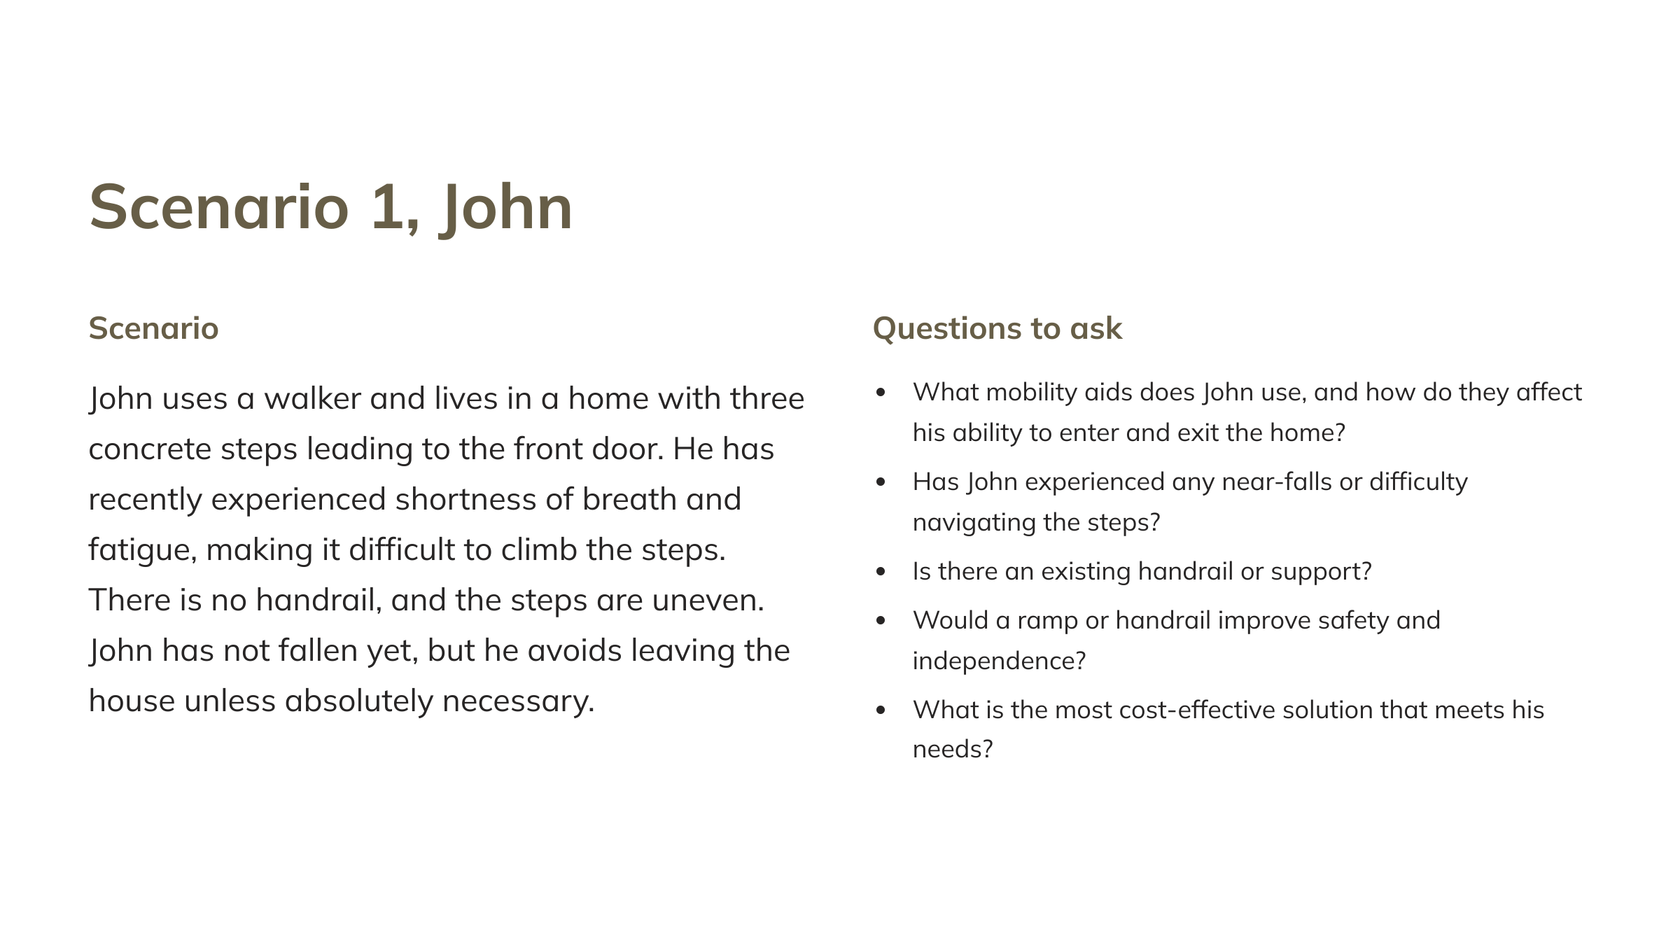 Scenario 1, John
Scenario
John uses a walker and lives in a home with three
concrete steps leading to the front door. He has
recently experienced shortness of breath and
fatigue, making it difficult to climb the steps.
There is no handrail, and the steps are uneven.
John has not fallen yet, but he avoids leaving the
house unless absolutely necessary.
Questions to ask
• What mobility aids does John use, and how do they affect
his ability to enter and exit the home?
• Has John experienced any near-falls or difficulty
navigating the steps?
• Is there an existing handrail or support?
• Would a ramp or handrail improve safety and
independence?
• What is the most cost-effective solution that meets his
needs?